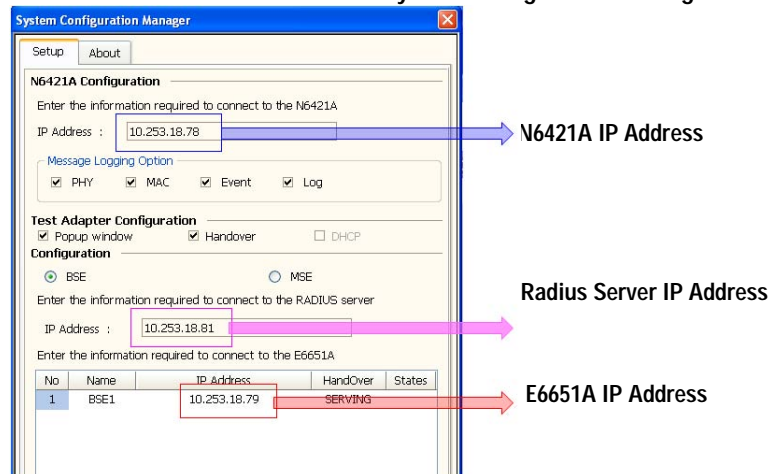 System Configuration Manager
Setup About
N6421A Configuration
Enter the information required to connect to the N6421A
IP Address : 10.253.18.78
N6421A IP Address
Message Logging Option
PHY MAC Event Log
Test Adapter Configuration
Popup window Handover DHCP
Configuration
BSE MSE
Enter the information required to connect to the RADIUS server
Radius Server IP Address
IP Address : 10.253.18.81
Enter the information required to connect to the E6651A
No Name IP Address HandOver States
1 BSE1 10.253.18.79 SERVING
E6651A IP Address